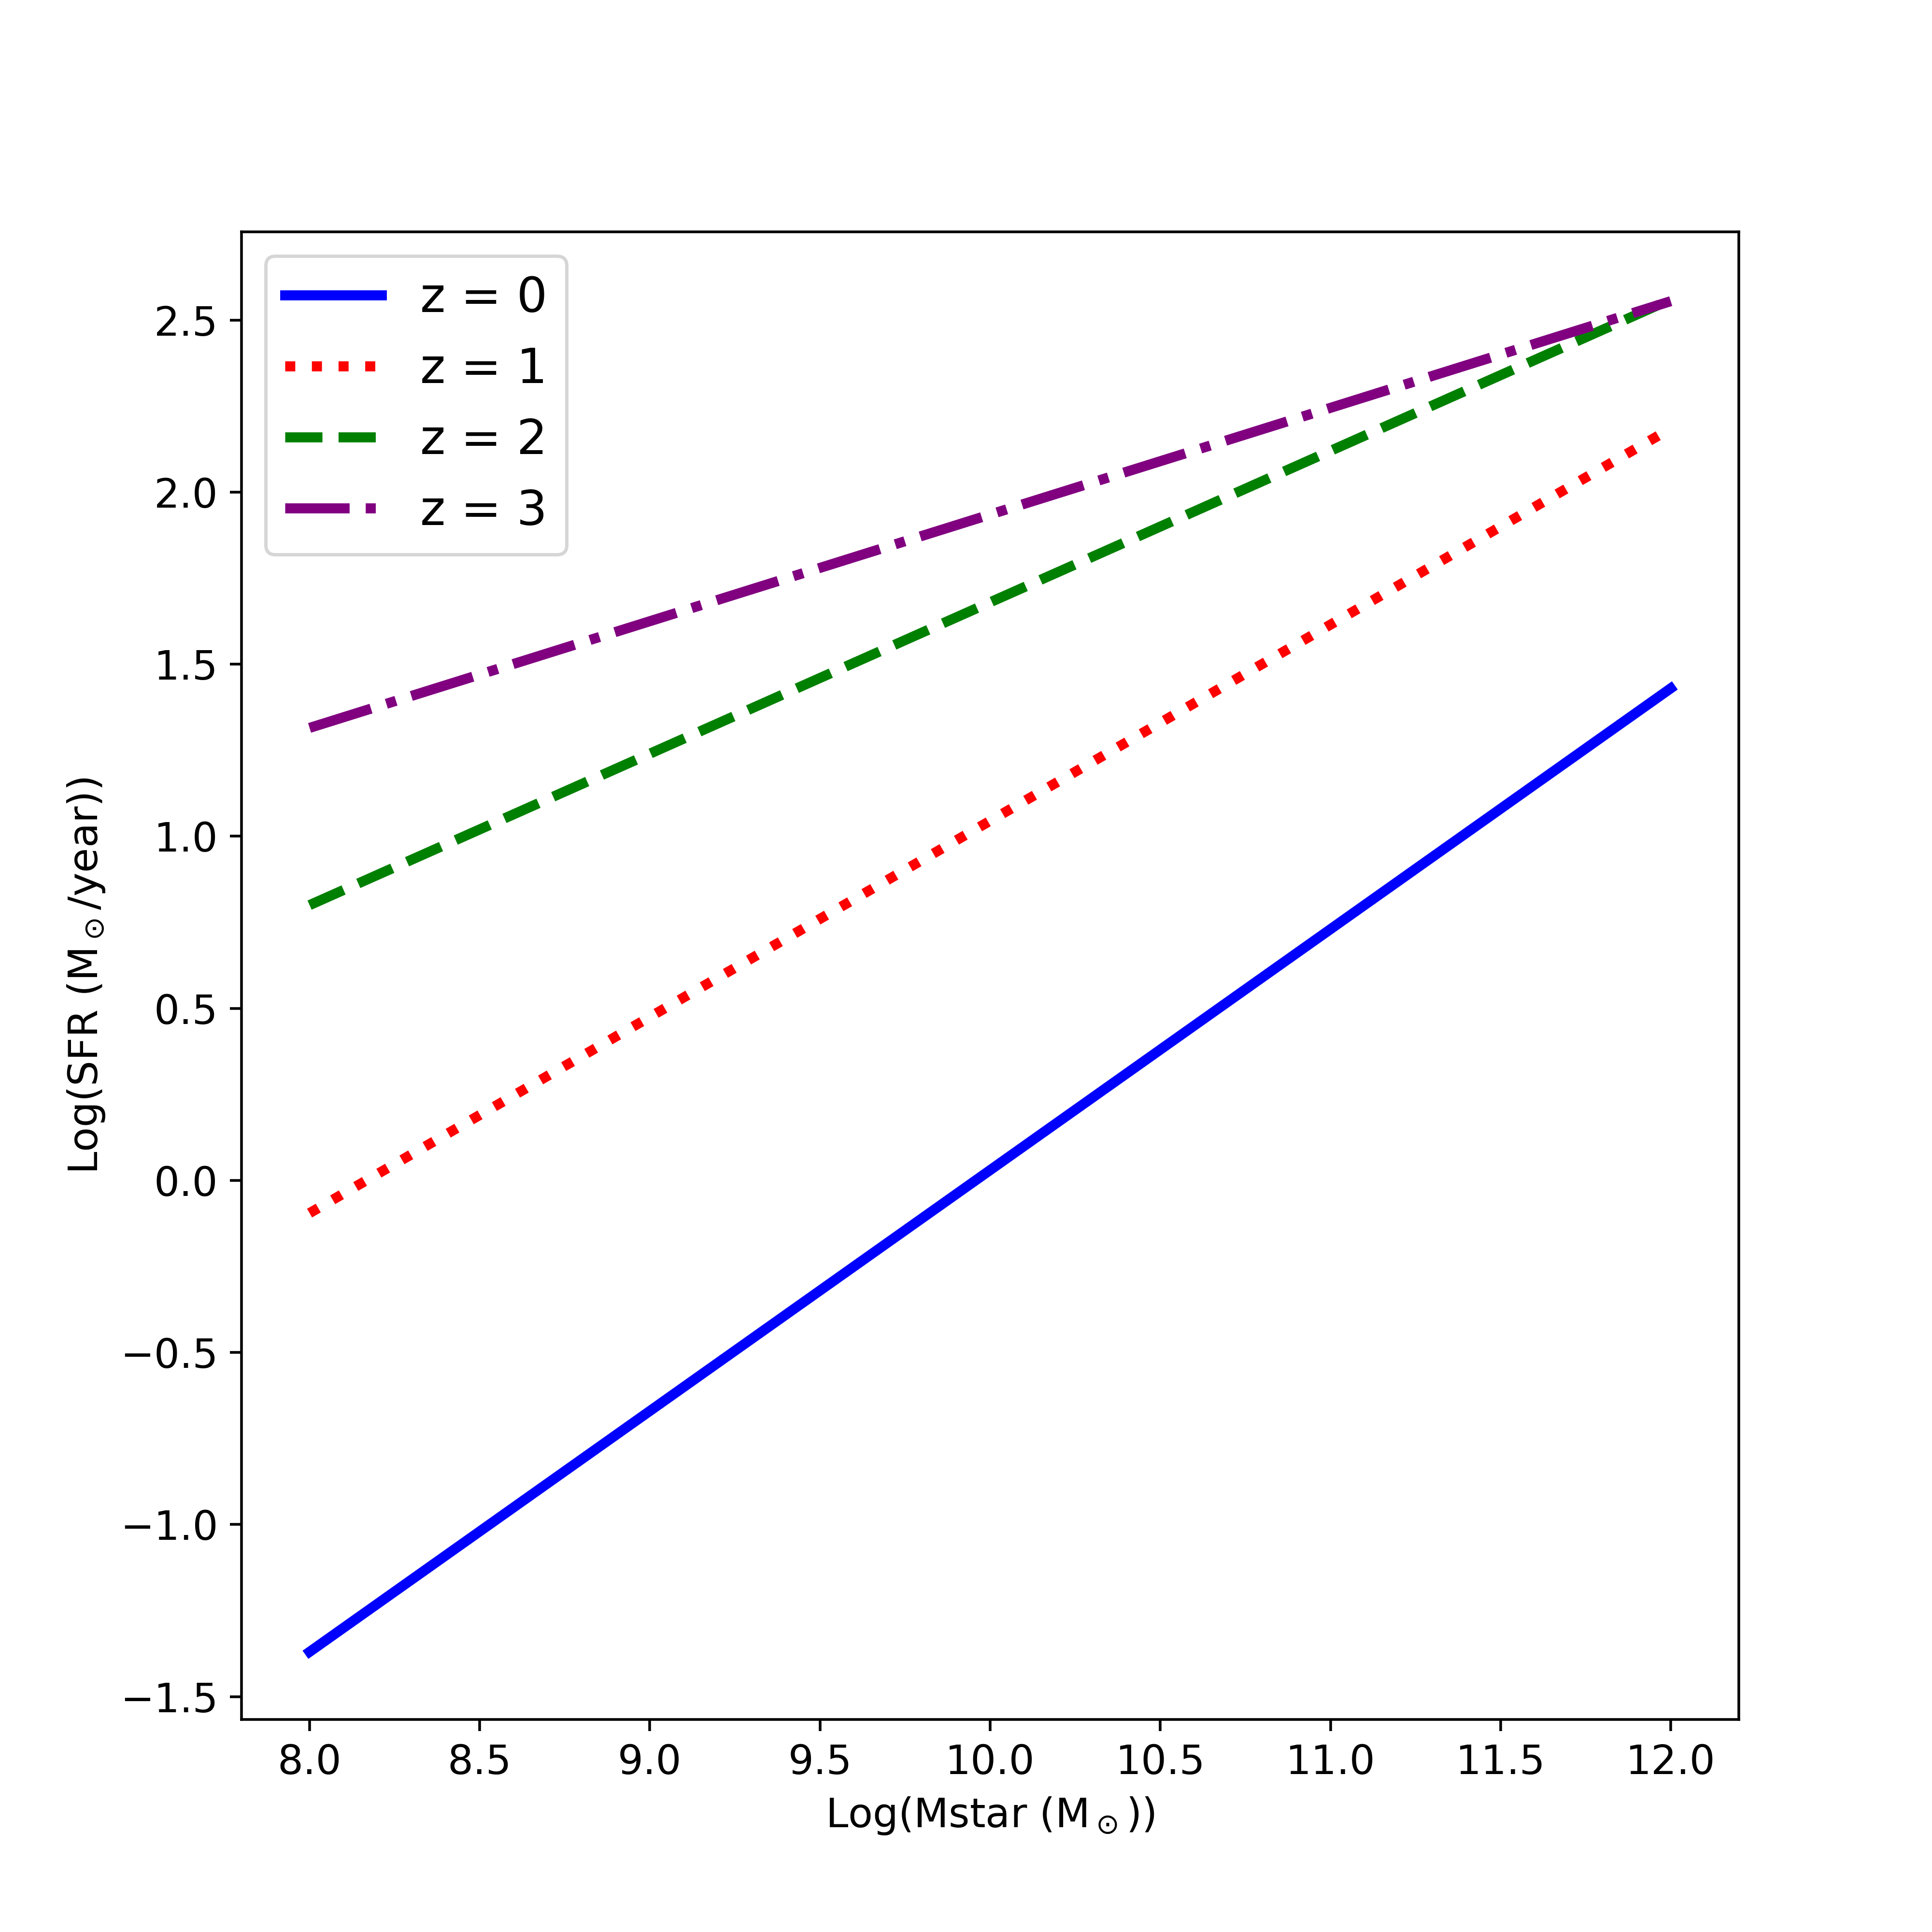 z = 0
z = 1
z = 2
z = 3
2.5
2.0
1.5
1.0
0.5
0.0
−0.5
−1.0
−1.5
Log(SFR (M⊙/year))
8.0 8.5 9.0 9.5 10.0 10.5 11.0 11.5 12.0
Log(Mstar (M⊙))